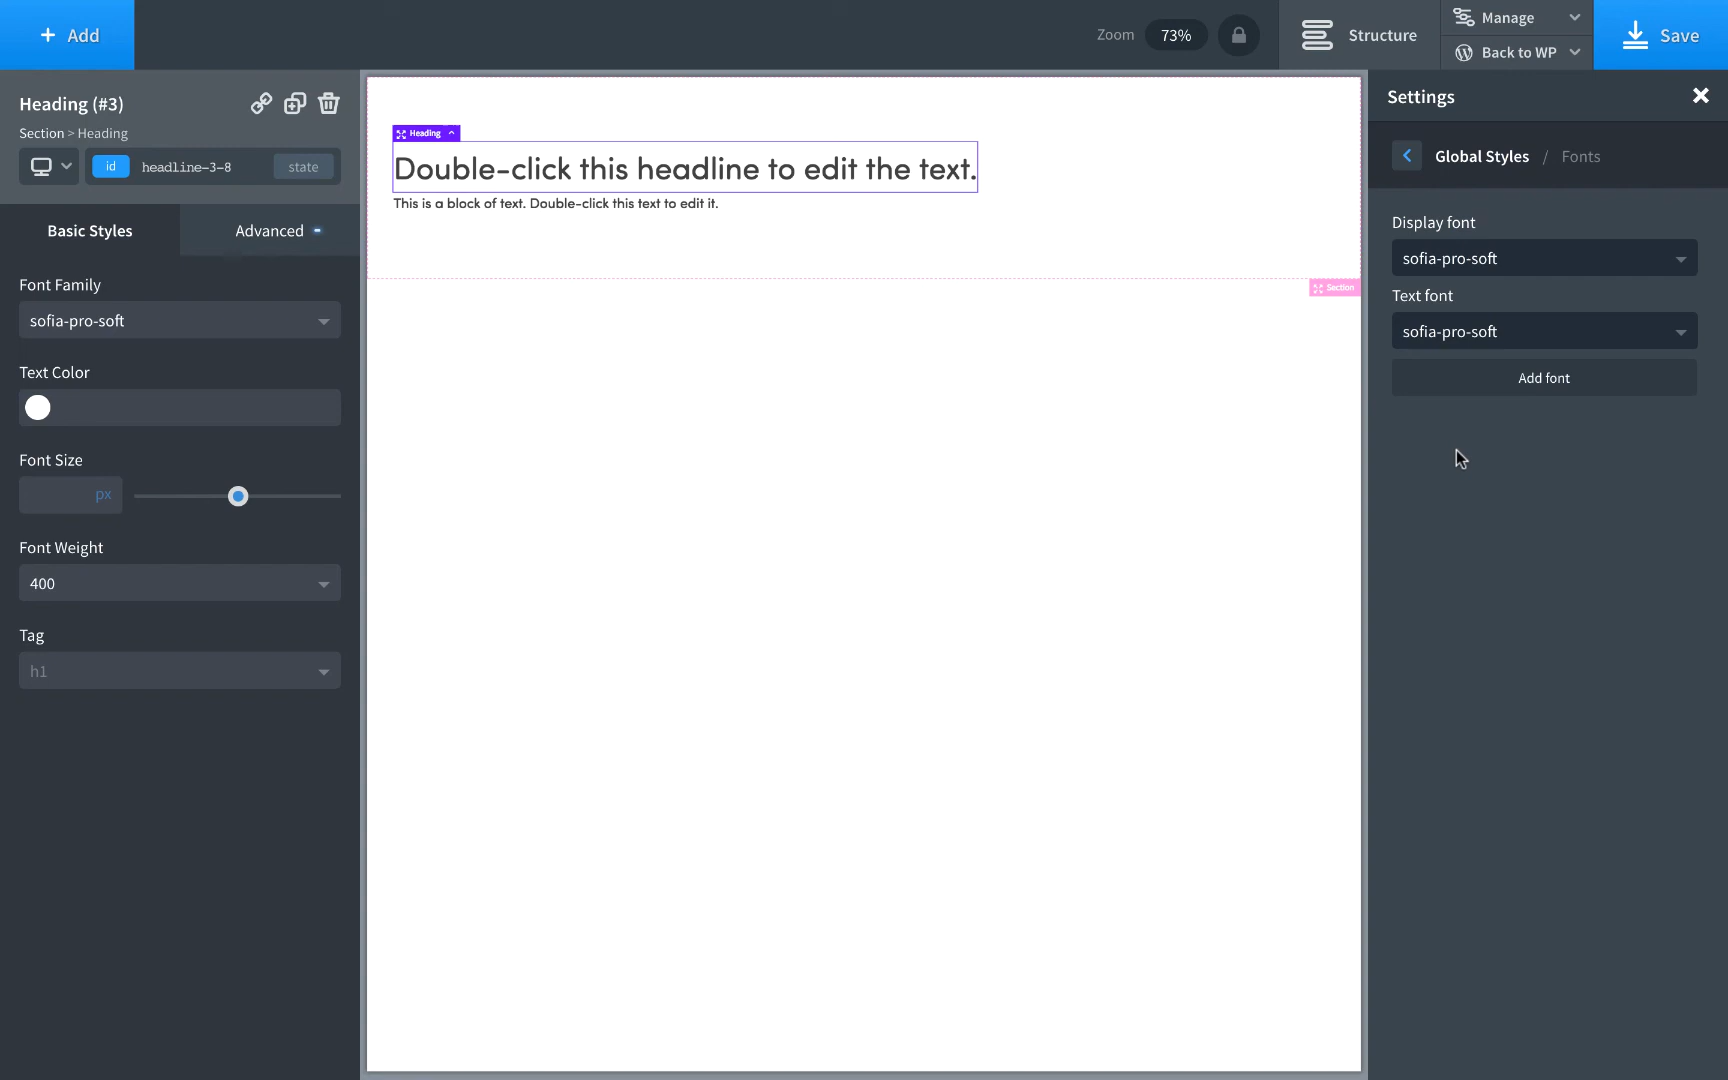 + Add
Zoom 73%
Structure
Manage
Back to WP
Save
Heading (#3)
Section > Heading
id headline-3-8 state
Basic Styles
Advanced
Font Family
sofia-pro-soft
Text Color
Font Size
px
Font Weight
400
Tag
h1
Heading
Double-click this headline to edit the text.
This is a block of text. Double-click this text to edit it.
Section
Settings
Global Styles / Fonts
Display font
sofia-pro-soft
Text font
sofia-pro-soft
Add font